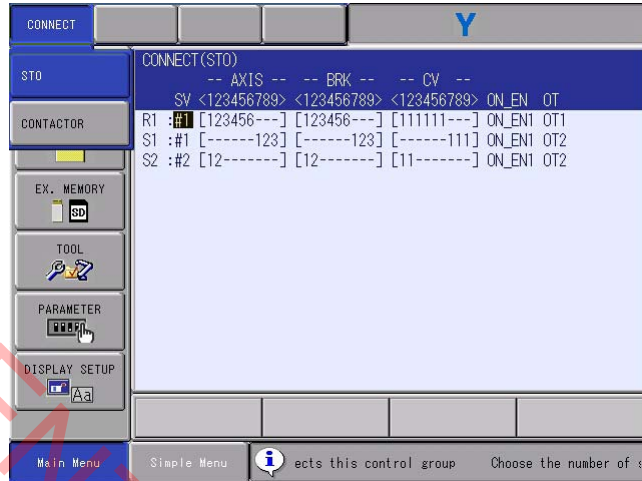 CONNECT
Y
STO
CONTACTOR
CONNECT(STO)
-- AXIS -- -- BRK -- -- CV --
SV <123456789> <123456789> <123456789> ON_EN OT
R1 :#1 [123456---] [123456---] [111111---] ON_EN1 OT1
S1 :#1 [------123] [------123] [------111] ON_EN1 OT2
S2 :#2 [12-------] [12-------] [11-------] ON_EN1 OT2
EX. MEMORY
SD
TOOL
PARAMETER
DISPLAY SETUP
Aa
Main Menu
Simple Menu
i
ects this control group Choose the number of s